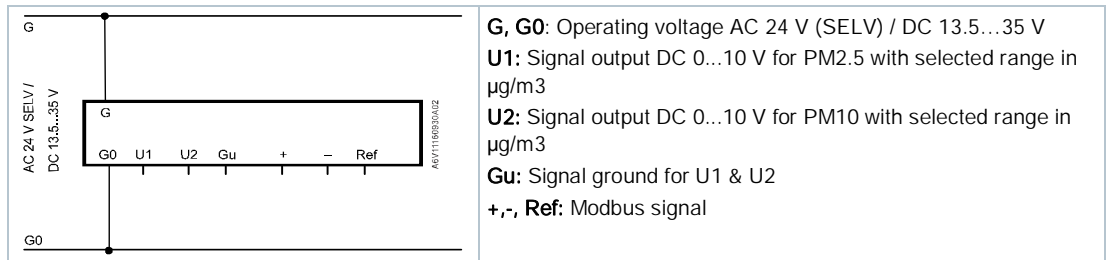 G
AC 24 V SELV /
DC 13.5...35 V
G
G0 U1 U2 Gu + – Ref
A6V11160930A02
G0
G, G0: Operating voltage AC 24 V (SELV) / DC 13.5...35 V
U1: Signal output DC 0...10 V for PM2.5 with selected range in
µg/m3
U2: Signal output DC 0...10 V for PM10 with selected range in
µg/m3
Gu: Signal ground for U1 & U2
+,-, Ref: Modbus signal